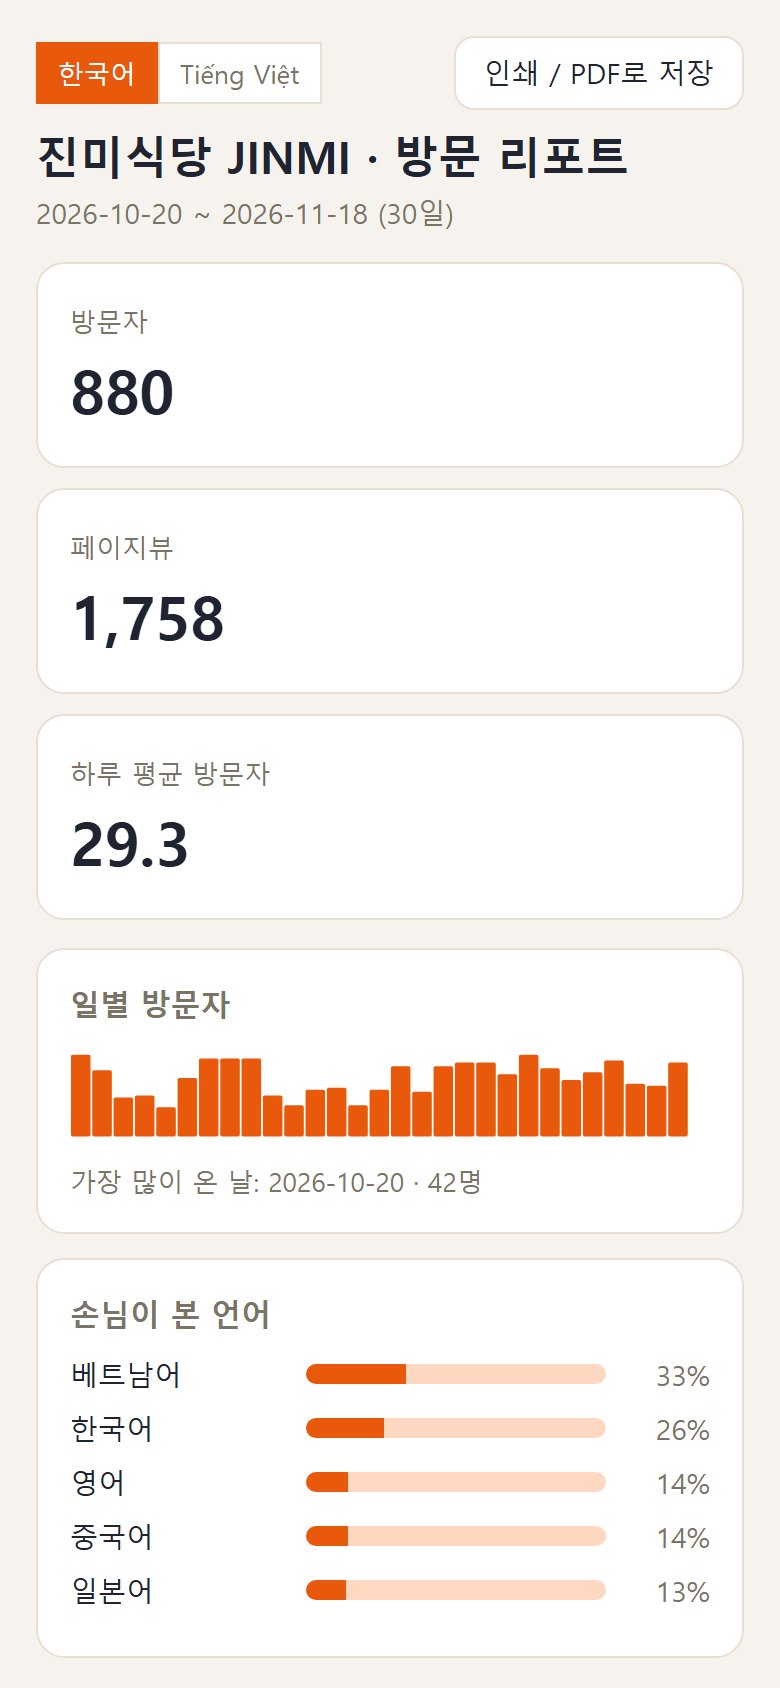 한국어 Tiếng Việt 인쇄 / PDF로 저장
진미식당 JINMI · 방문 리포트
2026-10-20 ~ 2026-11-18 (30일)
방문자
880
페이지뷰
1,758
하루 평균 방문자
29.3
일별 방문자
가장 많이 온 날: 2026-10-20 · 42명
손님이 본 언어
베트남어 33%
한국어 26%
영어 14%
중국어 14%
일본어 13%